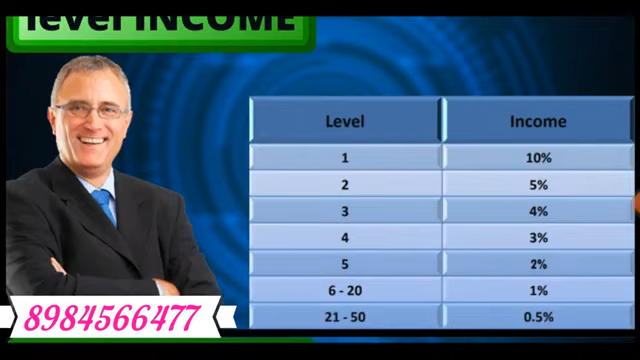 level INCOME
Level Income
1 10%
2 5%
3 4%
4 3%
5 2%
6 - 20 1%
21 - 50 0.5%
8984566477